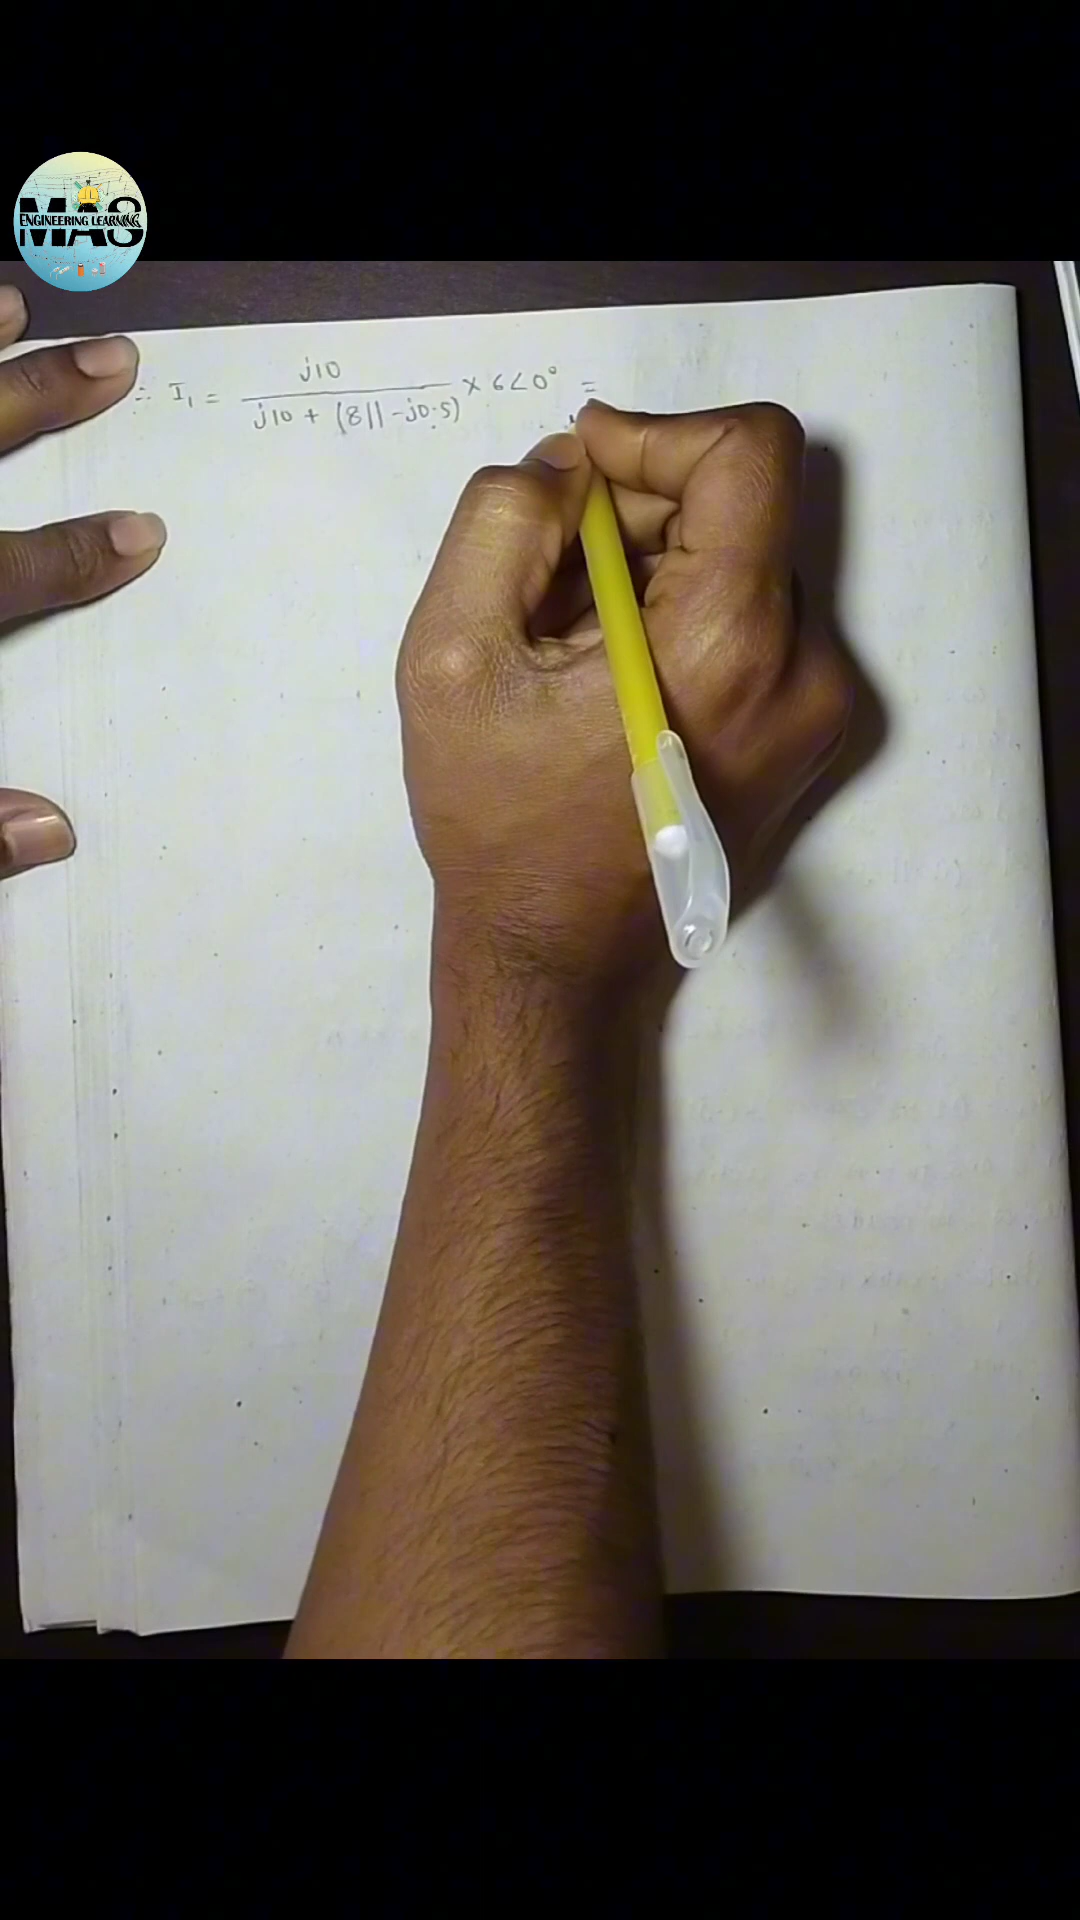 MAS
ENGINEERING LEARNING
∴ I₁ = j10 / (j10 + (8||-j0.5)) × 6∠0° =